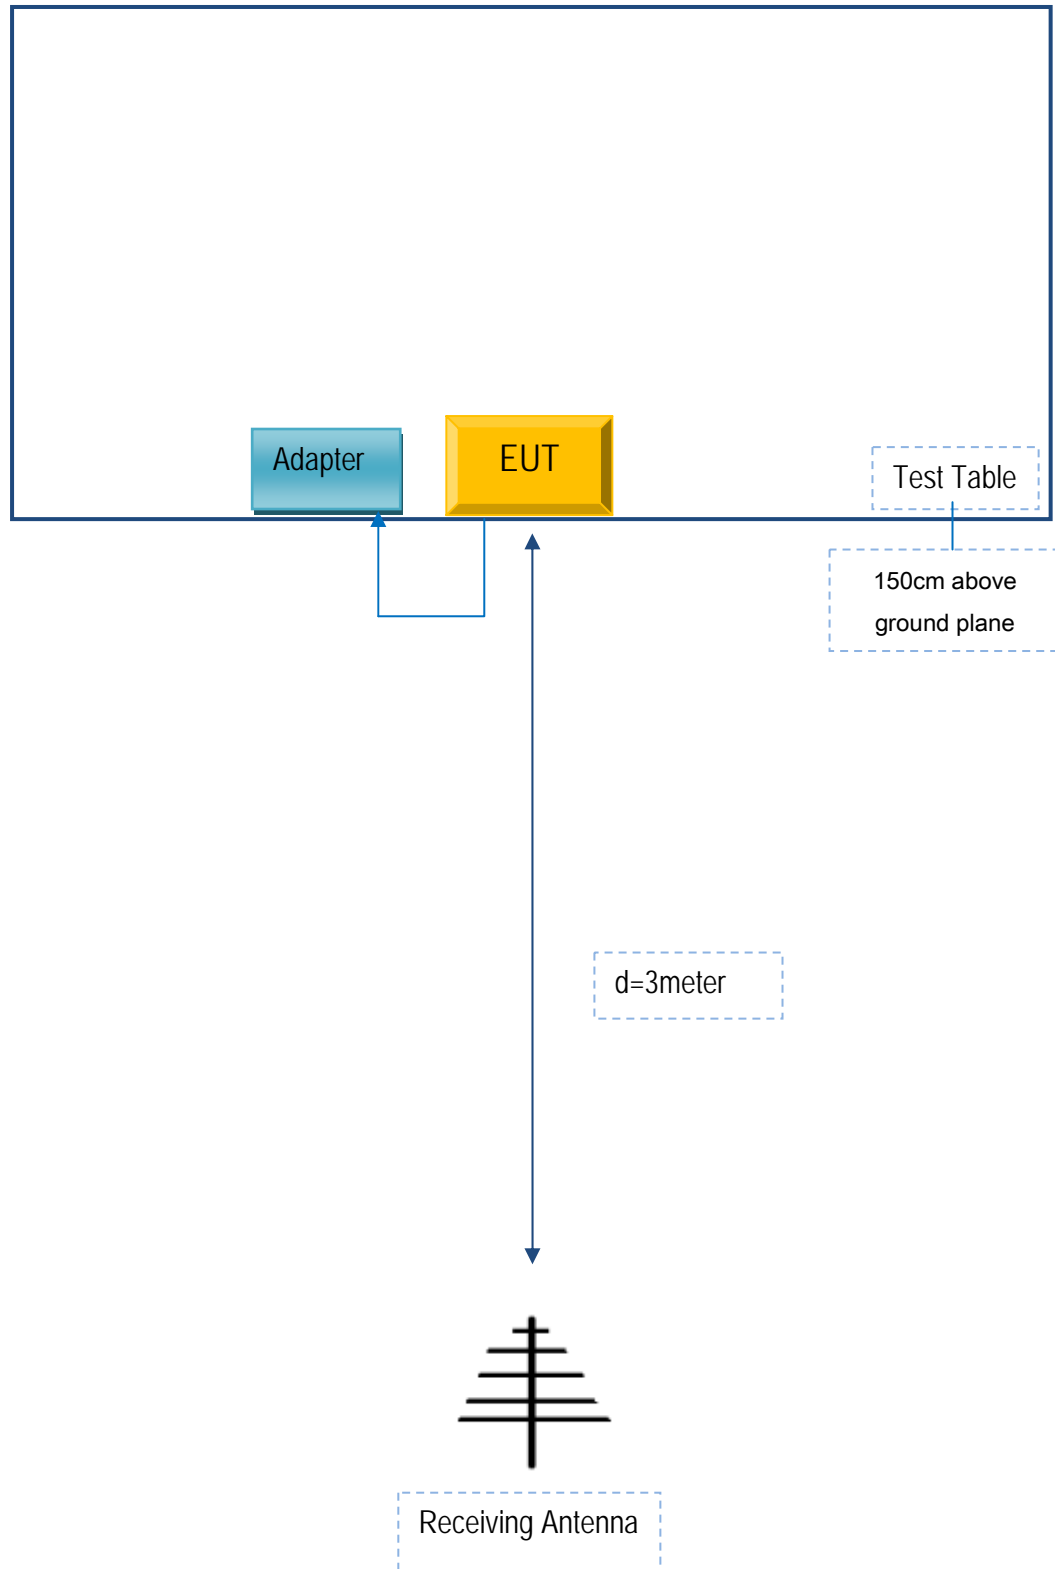 Adapter
EUT
Test Table
150cm above
ground plane
d=3meter
Receiving Antenna